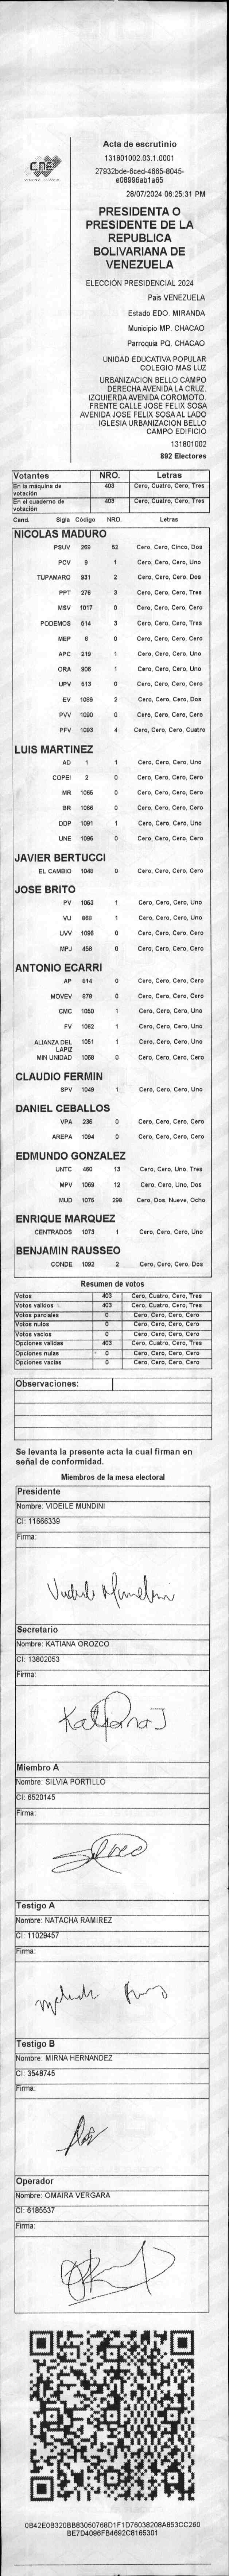 CNE
Acta de escrutinio
131801002.03.1.0001
27832bde-6ced-4665-8045-
e08996ab1a65
28/07/2024 06:25:31 PM
PRESIDENTA O
PRESIDENTE DE LA
REPUBLICA
BOLIVARIANA DE
VENEZUELA
ELECCIÓN PRESIDENCIAL 2024
Pais VENEZUELA
Estado EDO. MIRANDA
Municipio MP. CHACAO
Parroquia PQ. CHACAO
UNIDAD EDUCATIVA POPULAR
COLEGIO MAS LUZ
URBANIZACION BELLO CAMPO
DERECHA AVENIDA LA CRUZ.
IZQUIERDA AVENIDA COROMOTO.
FRENTE CALLE JOSE FELIX SOSA
AVENIDA JOSE FELIX SOSA AL LADO
IGLESIA URBANIZACION BELLO
CAMPO EDIFICIO
131801002
892 Electores
Votantes NRO. Letras
En la máquina de votación 403 Cero, Cuatro, Cero, Tres
En el cuaderno de votación 403 Cero, Cuatro, Cero, Tres
Cand. Sigla Código NRO. Letras
NICOLAS MADURO
PSUV 269 52 Cero, Cero, Cinco, Dos
PCV 9 1 Cero, Cero, Cero, Uno
TUPAMARO 931 2 Cero, Cero, Cero, Dos
PPT 276 3 Cero, Cero, Cero, Tres
MSV 1017 0 Cero, Cero, Cero, Cero
PODEMOS 514 3 Cero, Cero, Cero, Tres
MEP 6 0 Cero, Cero, Cero, Cero
APC 219 1 Cero, Cero, Cero, Uno
ORA 906 1 Cero, Cero, Cero, Uno
UPV 513 0 Cero, Cero, Cero, Cero
EV 1089 2 Cero, Cero, Cero, Dos
PVV 1090 0 Cero, Cero, Cero, Cero
PFV 1093 4 Cero, Cero, Cero, Cuatro
LUIS MARTINEZ
AD 1 1 Cero, Cero, Cero, Uno
COPEI 2 0 Cero, Cero, Cero, Cero
MR 1065 0 Cero, Cero, Cero, Cero
BR 1066 0 Cero, Cero, Cero, Cero
DDP 1091 1 Cero, Cero, Cero, Uno
UNE 1095 0 Cero, Cero, Cero, Cero
JAVIER BERTUCCI
EL CAMBIO 1048 0 Cero, Cero, Cero, Cero
JOSE BRITO
PV 1053 1 Cero, Cero, Cero, Uno
VU 868 1 Cero, Cero, Cero, Uno
UVV 1096 0 Cero, Cero, Cero, Cero
MPJ 458 0 Cero, Cero, Cero, Cero
ANTONIO ECARRI
AP 814 0 Cero, Cero, Cero, Cero
MOVEV 879 0 Cero, Cero, Cero, Cero
CMC 1050 1 Cero, Cero, Cero, Uno
FV 1062 1 Cero, Cero, Cero, Uno
ALIANZA DEL LAPIZ 1051 1 Cero, Cero, Cero, Uno
MIN UNIDAD 1068 0 Cero, Cero, Cero, Cero
CLAUDIO FERMIN
SPV 1049 1 Cero, Cero, Cero, Uno
DANIEL CEBALLOS
VPA 236 0 Cero, Cero, Cero, Cero
AREPA 1094 0 Cero, Cero, Cero, Cero
EDMUNDO GONZALEZ
UNTC 460 13 Cero, Cero, Uno, Tres
MPV 1069 12 Cero, Cero, Uno, Dos
MUD 1075 298 Cero, Dos, Nueve, Ocho
ENRIQUE MARQUEZ
CENTRADOS 1073 1 Cero, Cero, Cero, Uno
BENJAMIN RAUSSEO
CONDE 1092 2 Cero, Cero, Cero, Dos
Resumen de votos
Votos 403 Cero, Cuatro, Cero, Tres
Votos validos 403 Cero, Cuatro, Cero, Tres
Votos parciales 0 Cero, Cero, Cero, Cero
Votos nulos 0 Cero, Cero, Cero, Cero
Votos vacíos 0 Cero, Cero, Cero, Cero
Opciones válidas 403 Cero, Cuatro, Cero, Tres
Opciones nulas 0 Cero, Cero, Cero, Cero
Opciones vacías 0 Cero, Cero, Cero, Cero
Observaciones:
Se levanta la presente acta la cual firman en
señal de conformidad.
Miembros de la mesa electoral
Presidente
Nombre: VIDEILE MUNDINI
CI: 11666339
Firma:
Secretario
Nombre: KATIANA OROZCO
CI: 13802053
Firma:
Miembro A
Nombre: SILVIA PORTILLO
CI: 6520145
Firma:
Testigo A
Nombre: NATACHA RAMIREZ
CI: 11029457
Firma:
Testigo B
Nombre: MIRNA HERNANDEZ
CI: 3548745
Firma:
Operador
Nombre: OMAIRA VERGARA
CI: 6185537
Firma:
0B42E0B320BB83050768D1F1D76038208A853CC260
BE7D4096FB4692C8165301